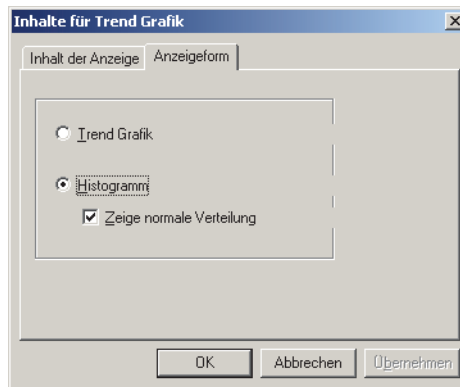 Inhalte für Trend Grafik
Inhalt der Anzeige Anzeigeform
Trend Grafik
Histogramm
Zeige normale Verteilung
OK Abbrechen Übernehmen